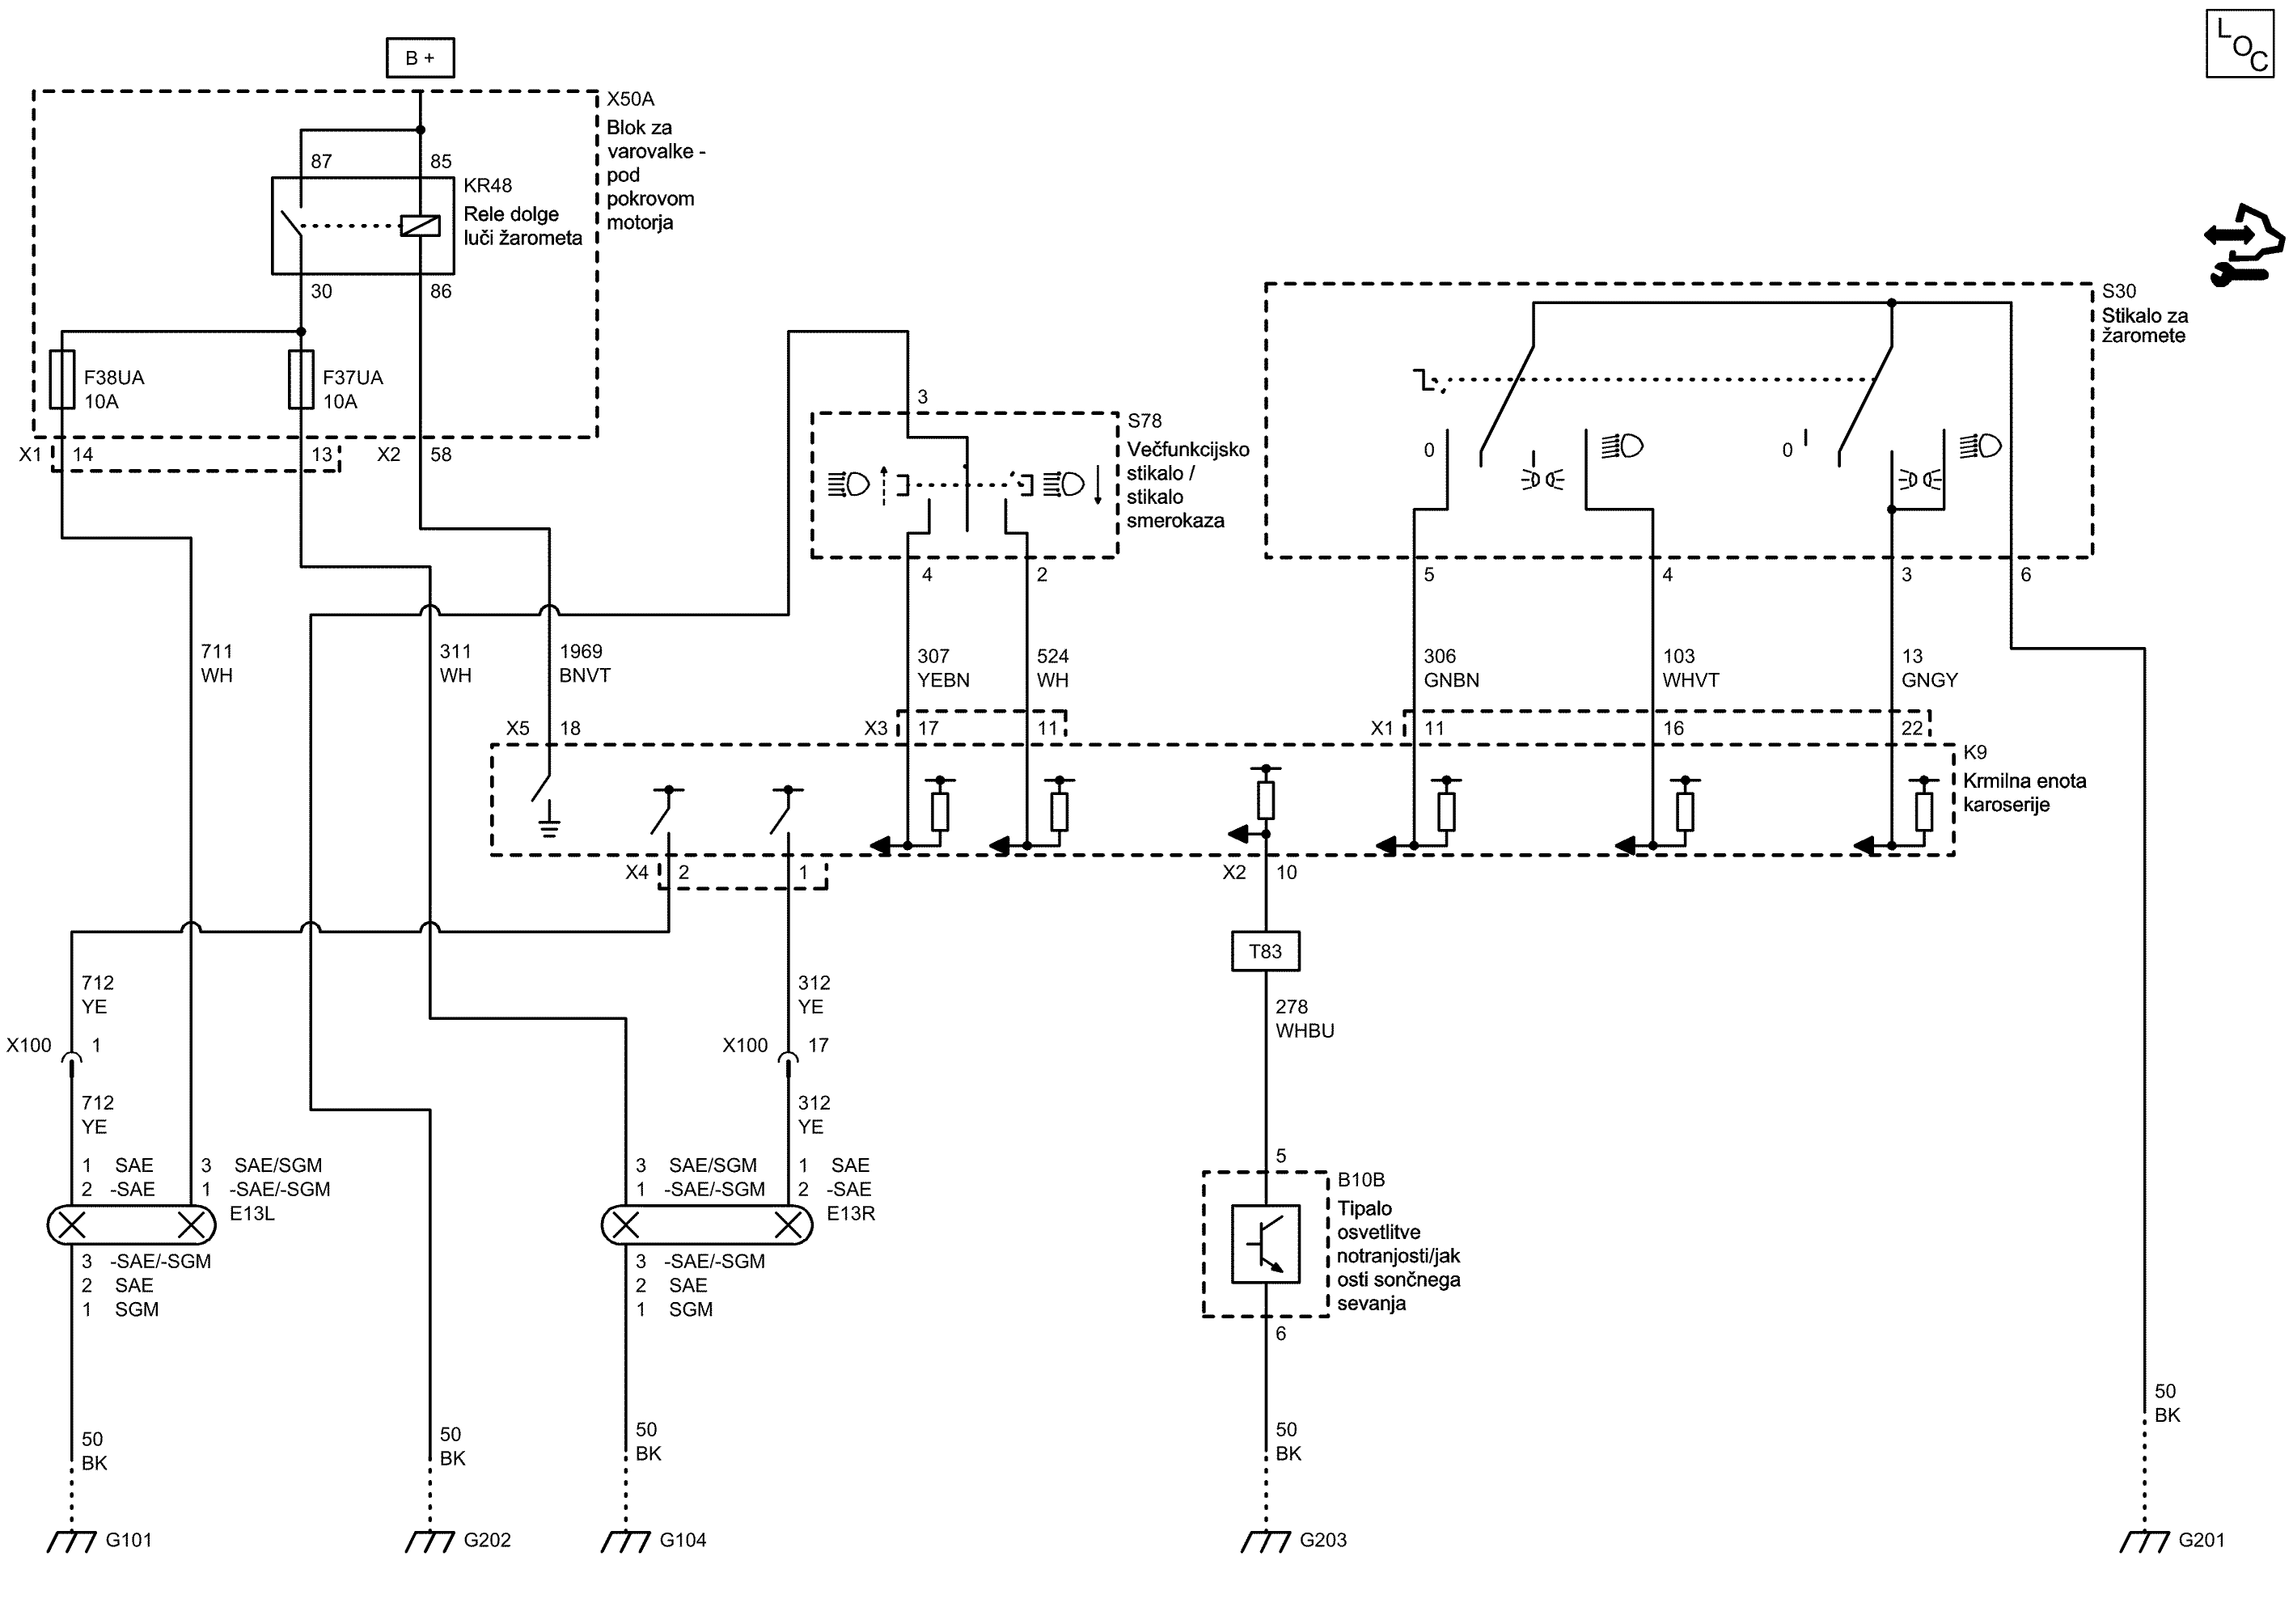 LOC
B +
X50A
Blok za
varovalke -
pod
pokrovom
motorja
87
85
KR48
Rele dolge
luči žarometa
30
86
F38UA
10A
F37UA
10A
X1
14
13
X2
58
3
S78
Večfunkcijsko
stikalo /
stikalo
smerokaza
4
2
S30
Stikalo za
žaromete
0
0
5
4
3
6
711
WH
311
WH
1969
BNVT
307
YEBN
524
WH
306
GNBN
103
WHVT
13
GNGY
X5
18
X3
17
11
X1
11
16
22
K9
Krmilna enota
karoserije
X4
2
1
X2
10
T83
712
YE
312
YE
278
WHBU
X100
1
X100
17
712
YE
312
YE
1 SAE
2 -SAE
3 SAE/SGM
1 -SAE/-SGM
E13L
3 SAE/SGM
1 -SAE/-SGM
1 SAE
2 -SAE
E13R
3 -SAE/-SGM
2 SAE
1 SGM
3 -SAE/-SGM
2 SAE
1 SGM
5
B10B
Tipalo
osvetlitve
notranjosti/jak
osti sončnega
sevanja
6
50
BK
50
BK
50
BK
50
BK
50
BK
G101
G202
G104
G203
G201